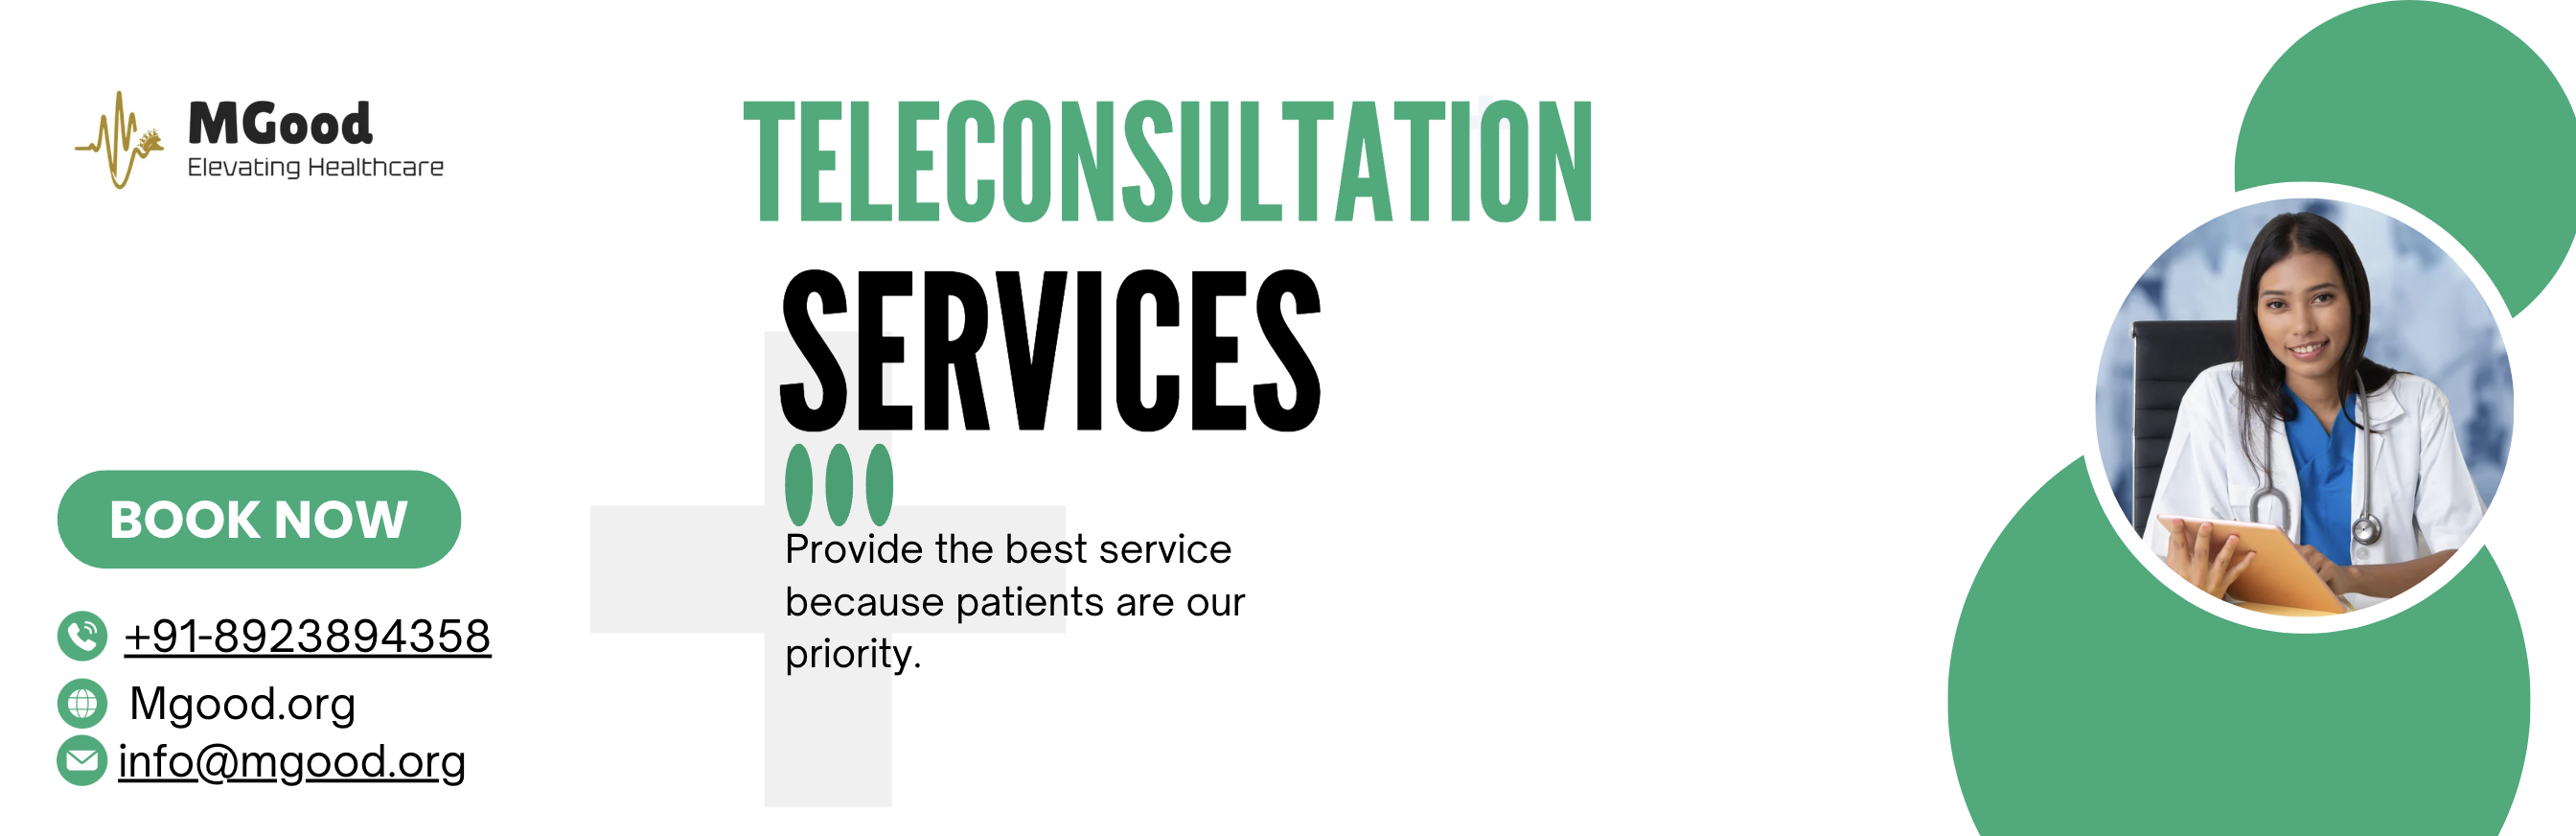 MGood
Elevating Healthcare
TELECONSULTATION
SERVICES
Provide the best service
because patients are our
priority.
BOOK NOW
+91-8923894358
Mgood.org
info@mgood.org